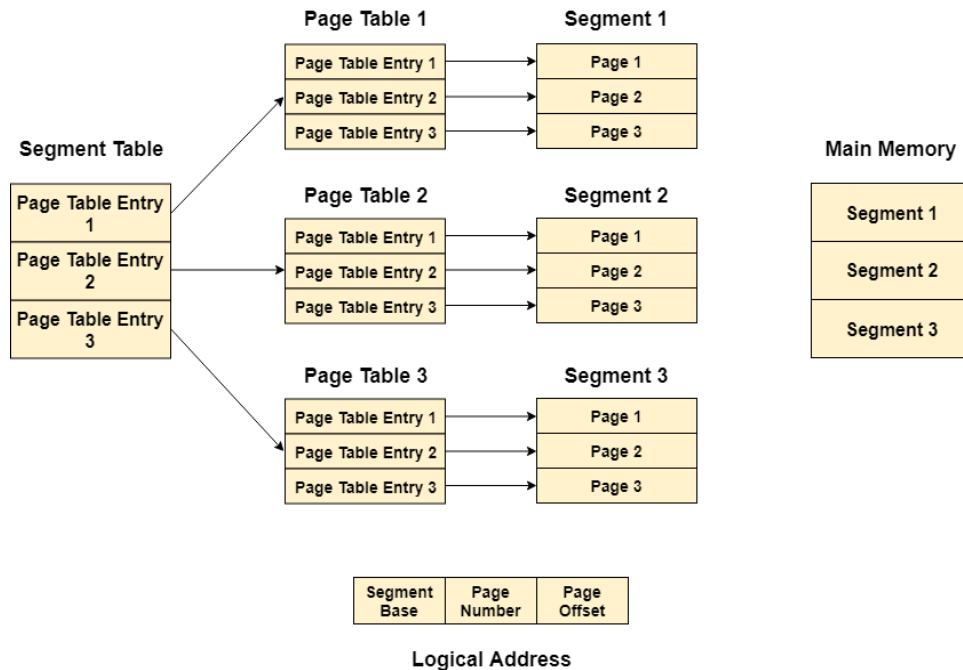 Page Table 1
Segment 1
Page Table Entry 1
Page 1
Page Table Entry 2
Page 2
Page Table Entry 3
Page 3
Segment Table
Page Table Entry
1
Page Table Entry
2
Page Table Entry
3
Page Table 2
Segment 2
Page Table Entry 1
Page 1
Page Table Entry 2
Page 2
Page Table Entry 3
Page 3
Main Memory
Segment 1
Segment 2
Segment 3
Page Table 3
Segment 3
Page Table Entry 1
Page 1
Page Table Entry 2
Page 2
Page Table Entry 3
Page 3
Segment
Base
Page
Number
Page
Offset
Logical Address